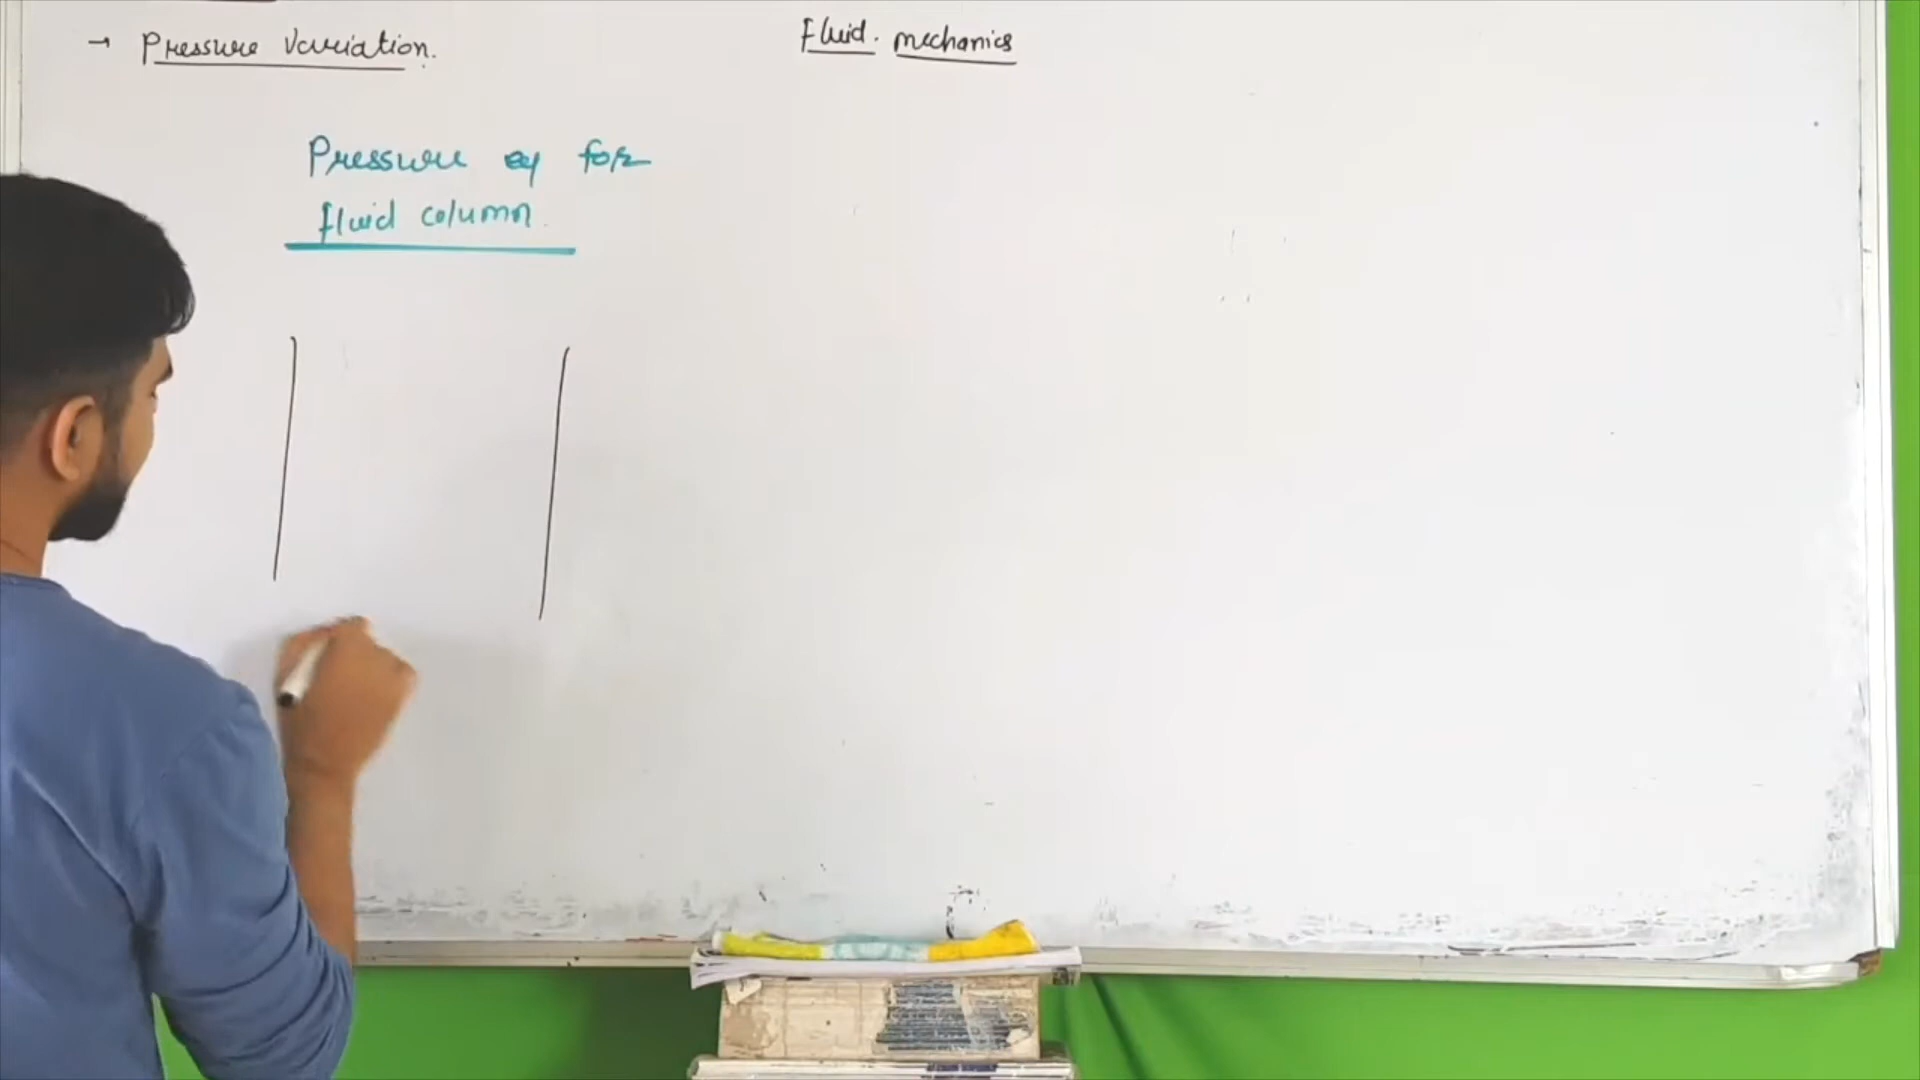 → Pressure Variation.
Fluid. mechanics
Pressure eq for
fluid column.